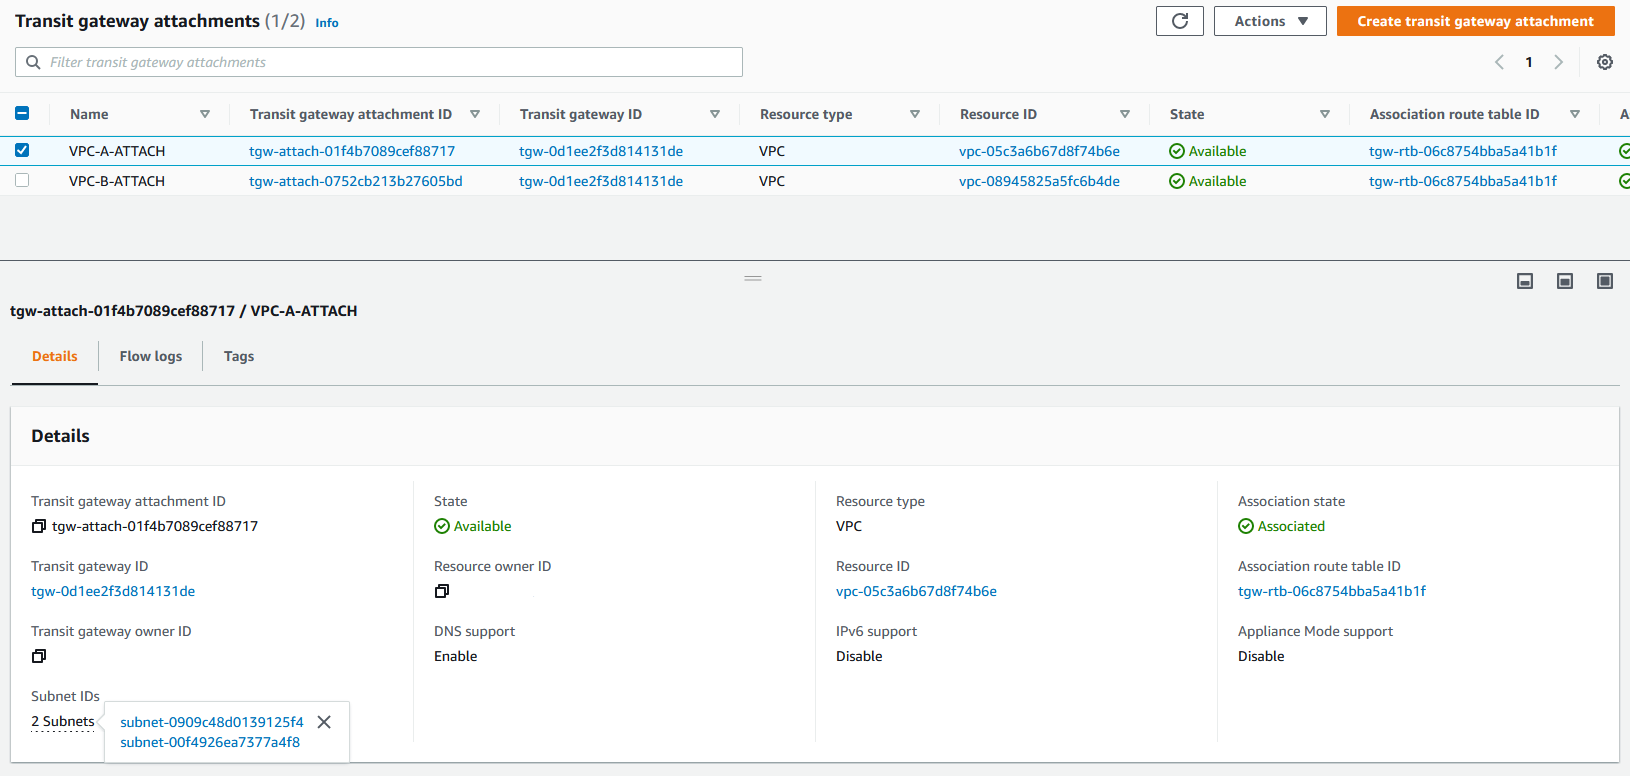 Transit gateway attachments (1/2) Info
Actions
Create transit gateway attachment
Filter transit gateway attachments
1
Name Transit gateway attachment ID Transit gateway ID Resource type Resource ID State Association route table ID
VPC-A-ATTACH tgw-attach-01f4b7089cef88717 tgw-0d1ee2f3d814131de VPC vpc-05c3a6b67d8f74b6e Available tgw-rtb-06c8754bba5a41b1f
VPC-B-ATTACH tgw-attach-0752cb213b27605bd tgw-0d1ee2f3d814131de VPC vpc-08945825a5fc6b4de Available tgw-rtb-06c8754bba5a41b1f
tgw-attach-01f4b7089cef88717 / VPC-A-ATTACH
Details Flow logs Tags
Details
Transit gateway attachment ID
tgw-attach-01f4b7089cef88717
Transit gateway ID
tgw-0d1ee2f3d814131de
Transit gateway owner ID
Subnet IDs
2 Subnets
subnet-0909c48d0139125f4
subnet-00f4926ea7377a4f8
State
Available
Resource owner ID
DNS support
Enable
Resource type
VPC
Resource ID
vpc-05c3a6b67d8f74b6e
IPv6 support
Disable
Association state
Associated
Association route table ID
tgw-rtb-06c8754bba5a41b1f
Appliance Mode support
Disable